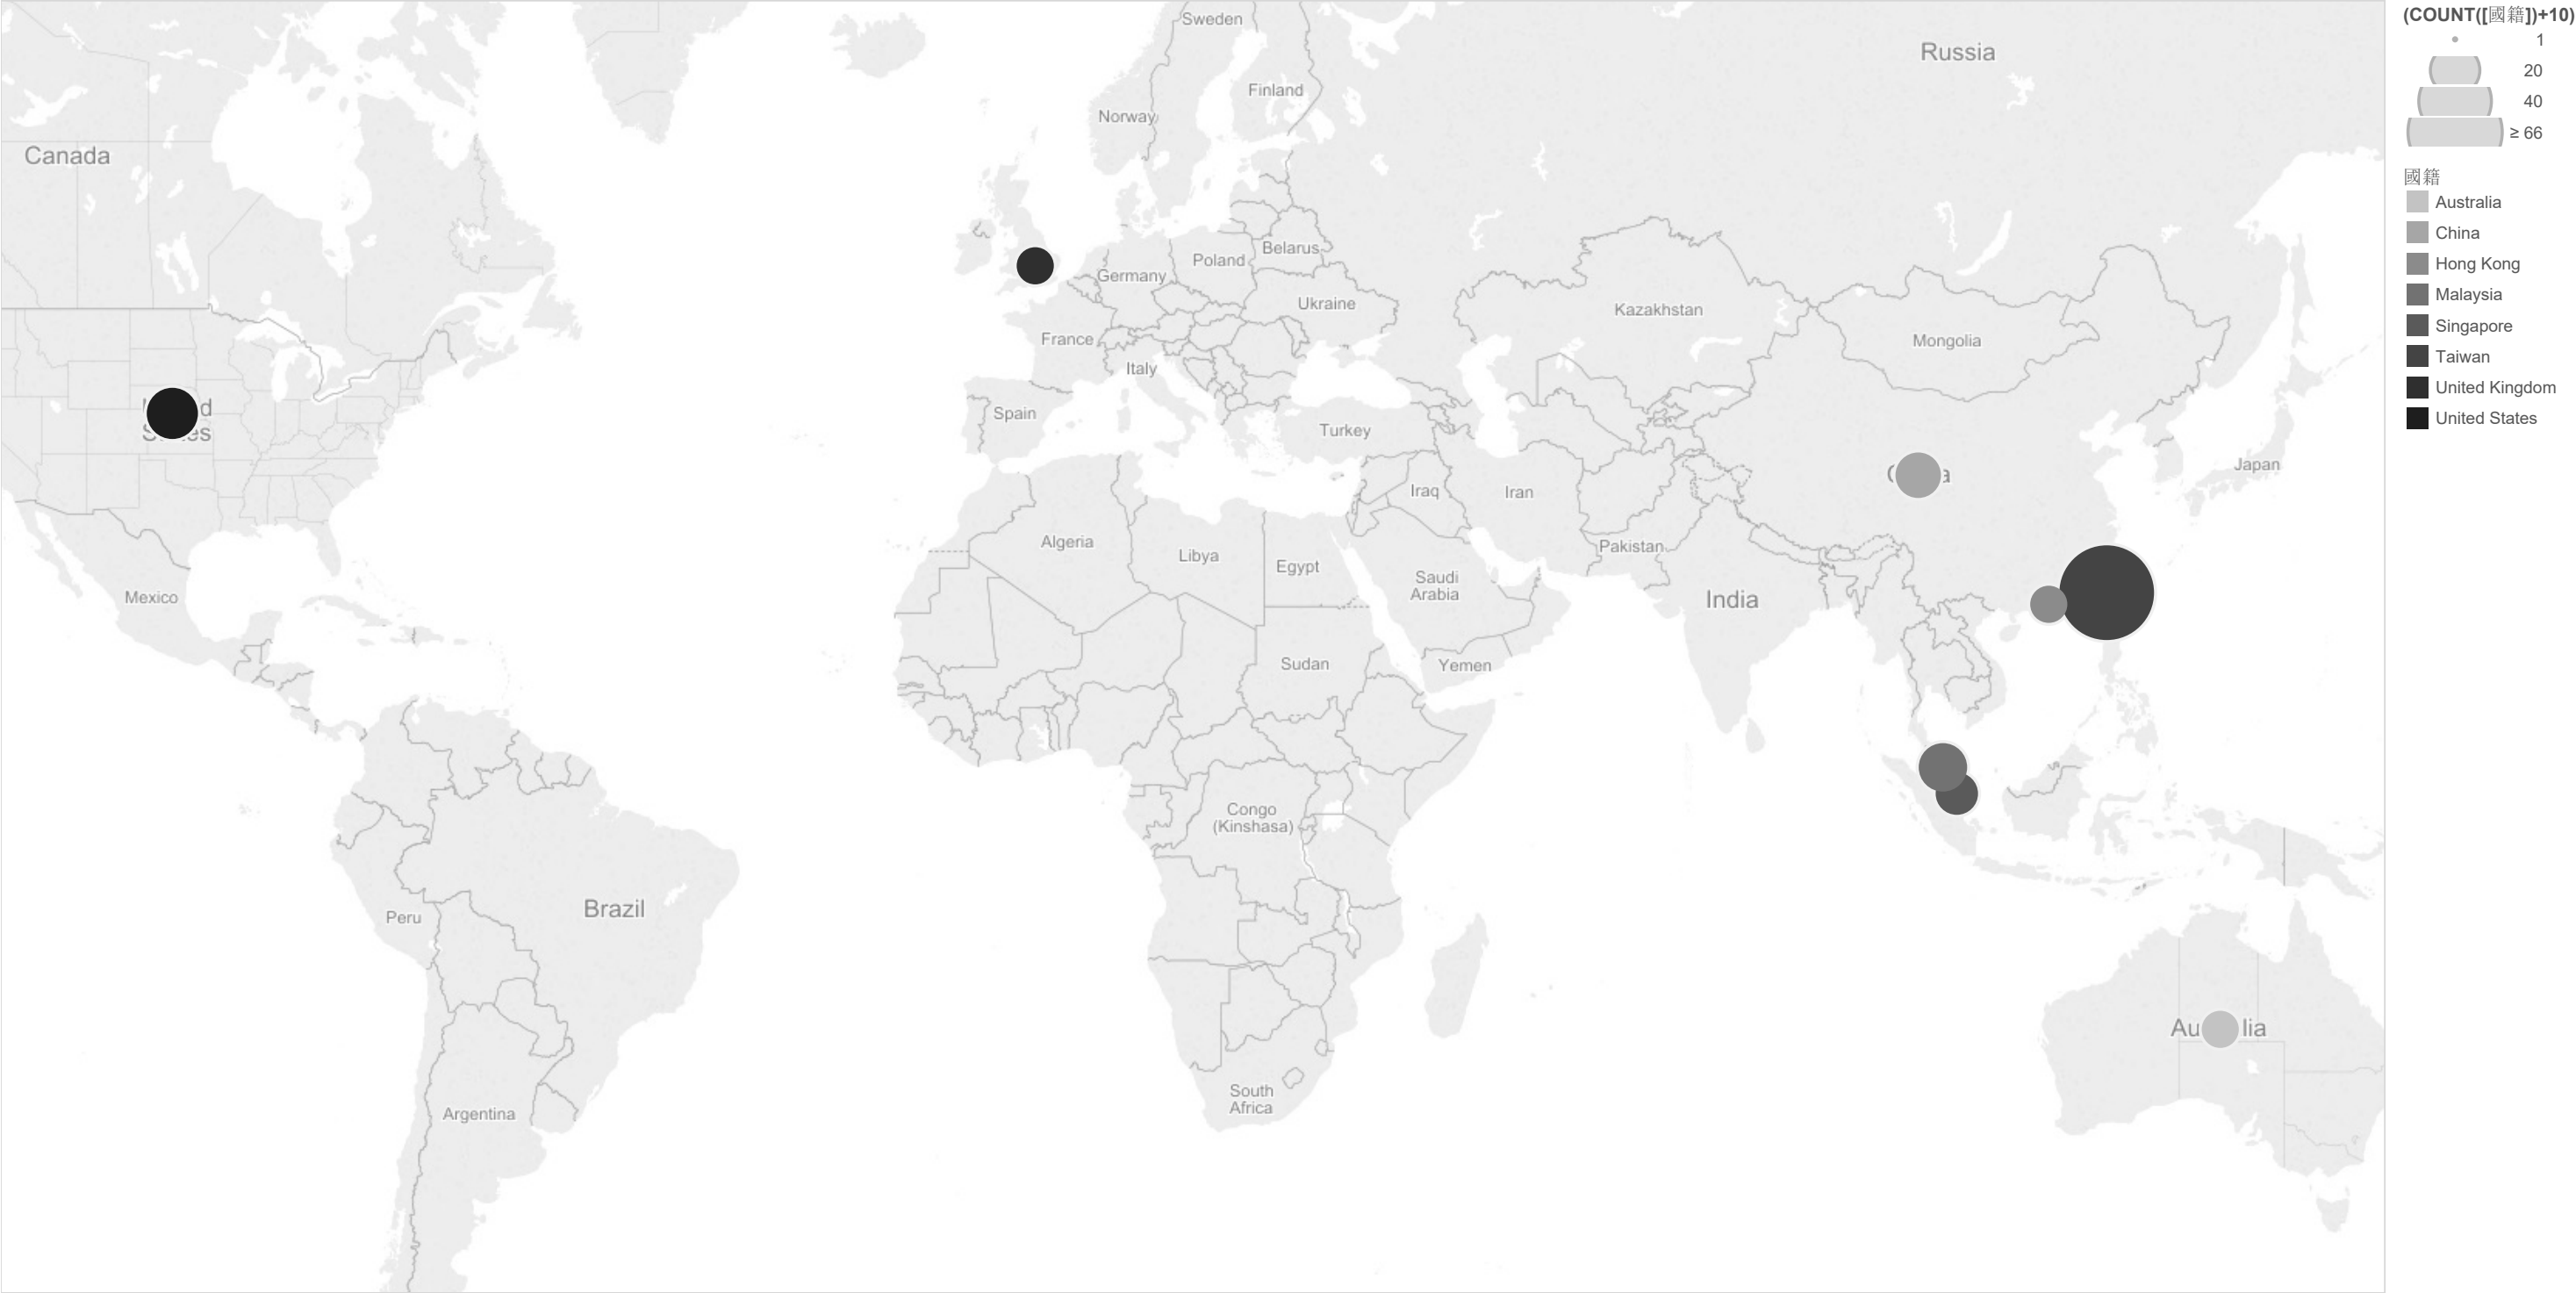 Sweden
Russia
Finland
Norway
Canada
Belarus
Poland
Germany
Ukraine
Kazakhstan
France
Mongolia
Italy
Spain
Turkey
Japan
Iraq
Iran
Algeria
Pakistan
Libya
Egypt
Saudi
Arabia
Mexico
India
Sudan
Yemen
Congo
(Kinshasa)
Brazil
Peru
South
Africa
Argentina
(COUNT([國籍])+10)
1
20
40
≥ 66
國籍
Australia
China
Hong Kong
Malaysia
Singapore
Taiwan
United Kingdom
United States